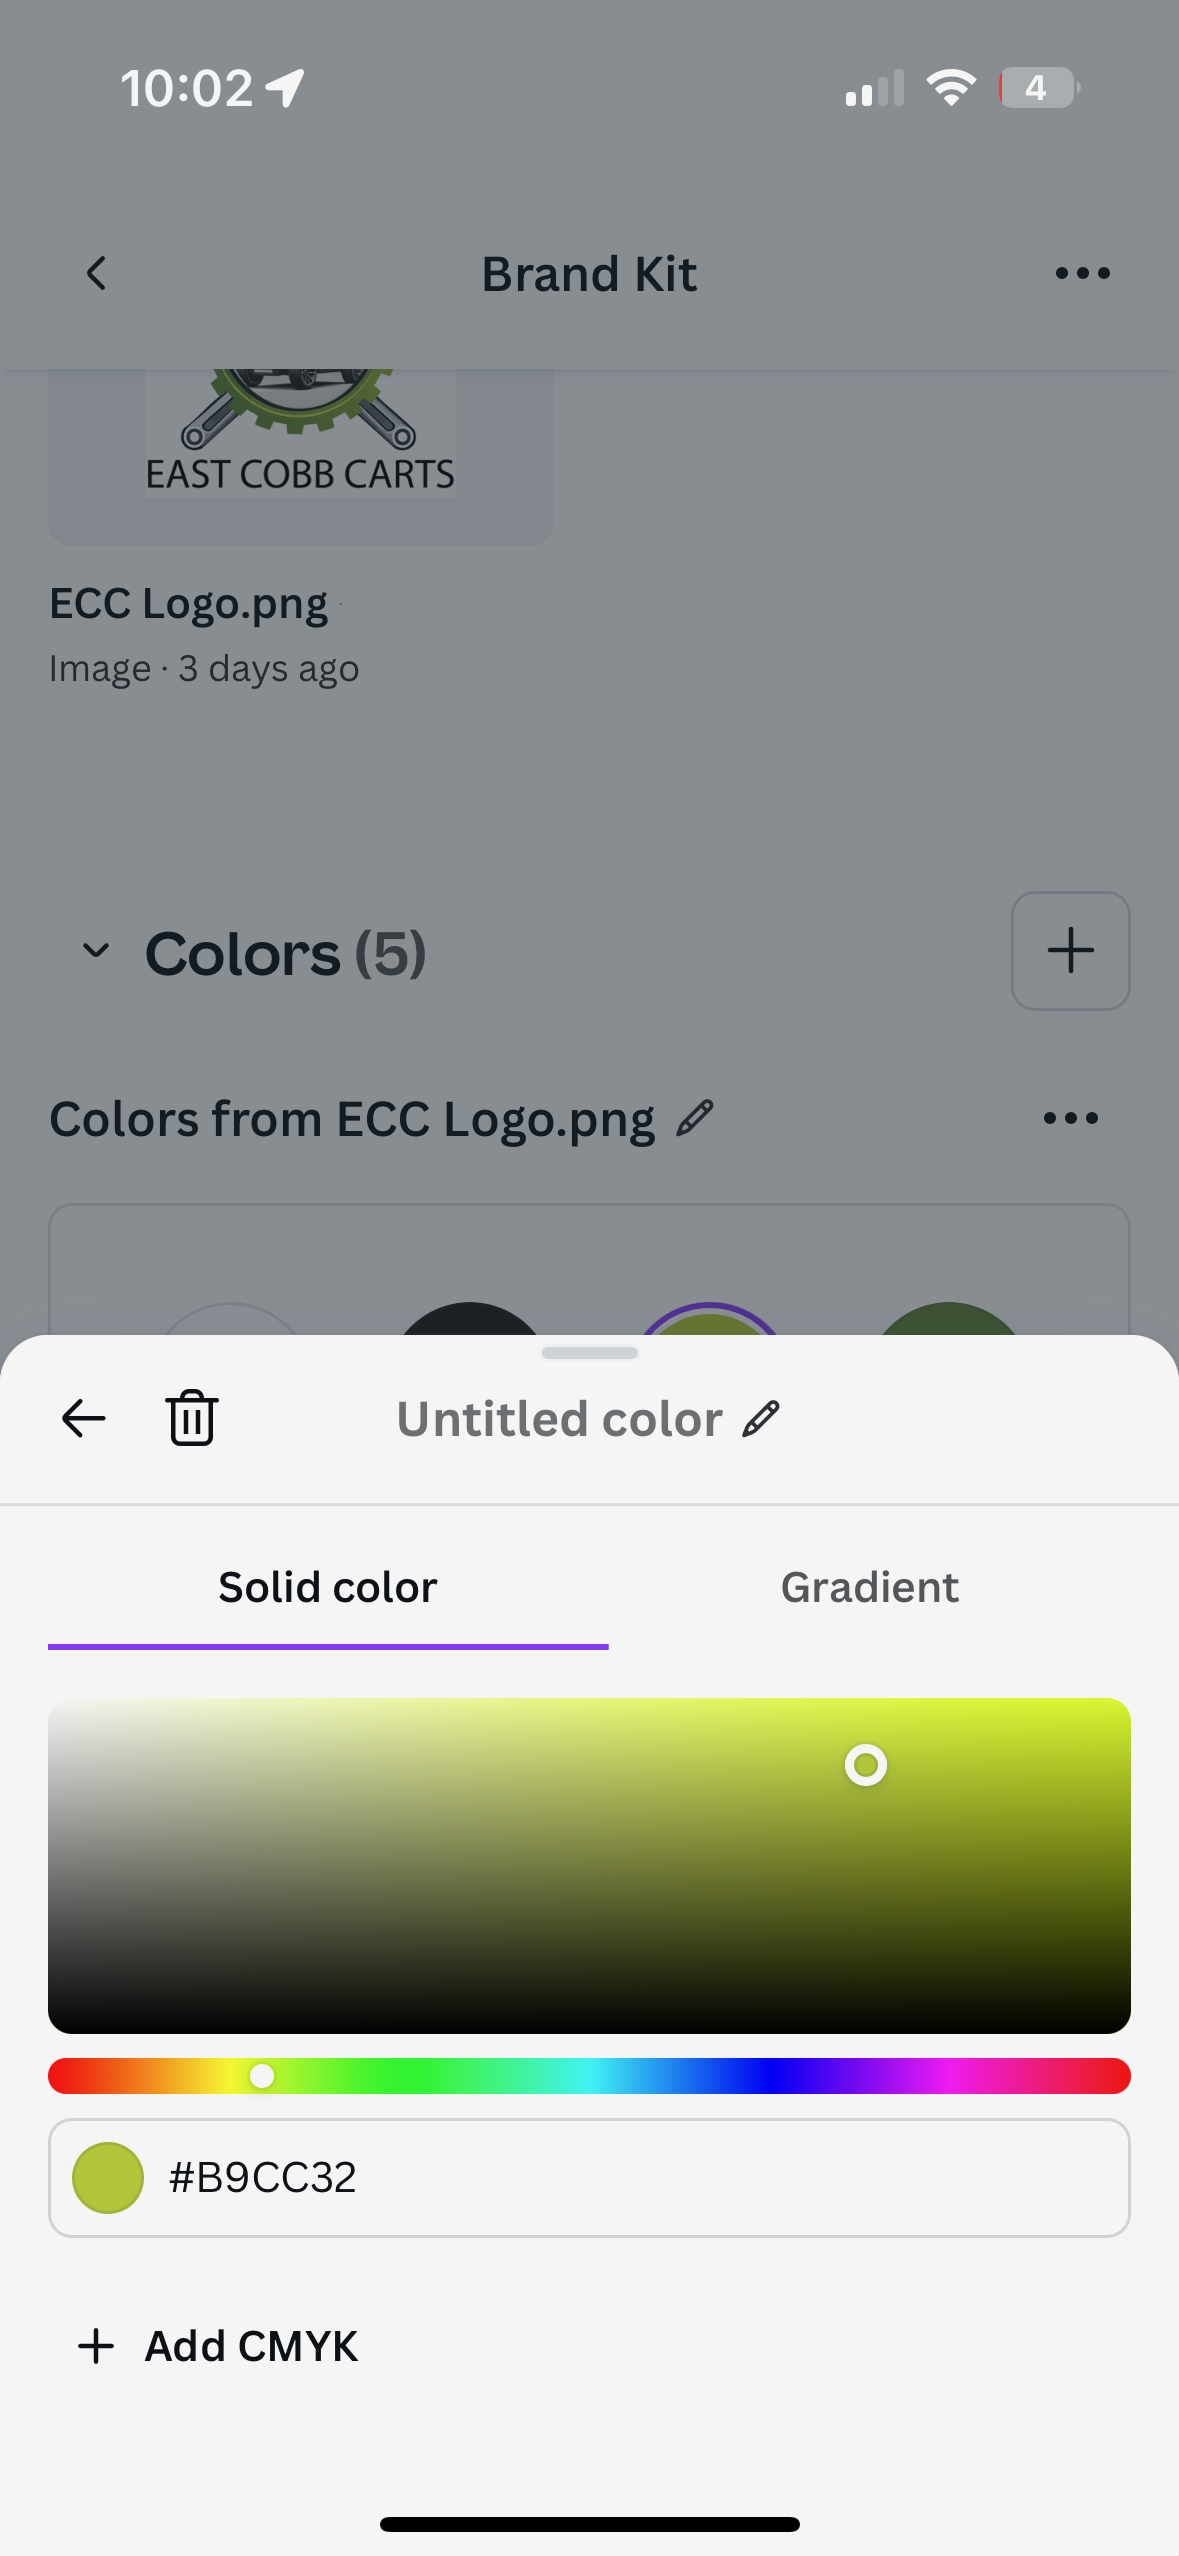 10:02
4
Brand Kit
EAST COBB CARTS
ECC Logo.png
Image · 3 days ago
Colors (5)
Colors from ECC Logo.png
Untitled color
Solid color
Gradient
#B9CC32
Add CMYK